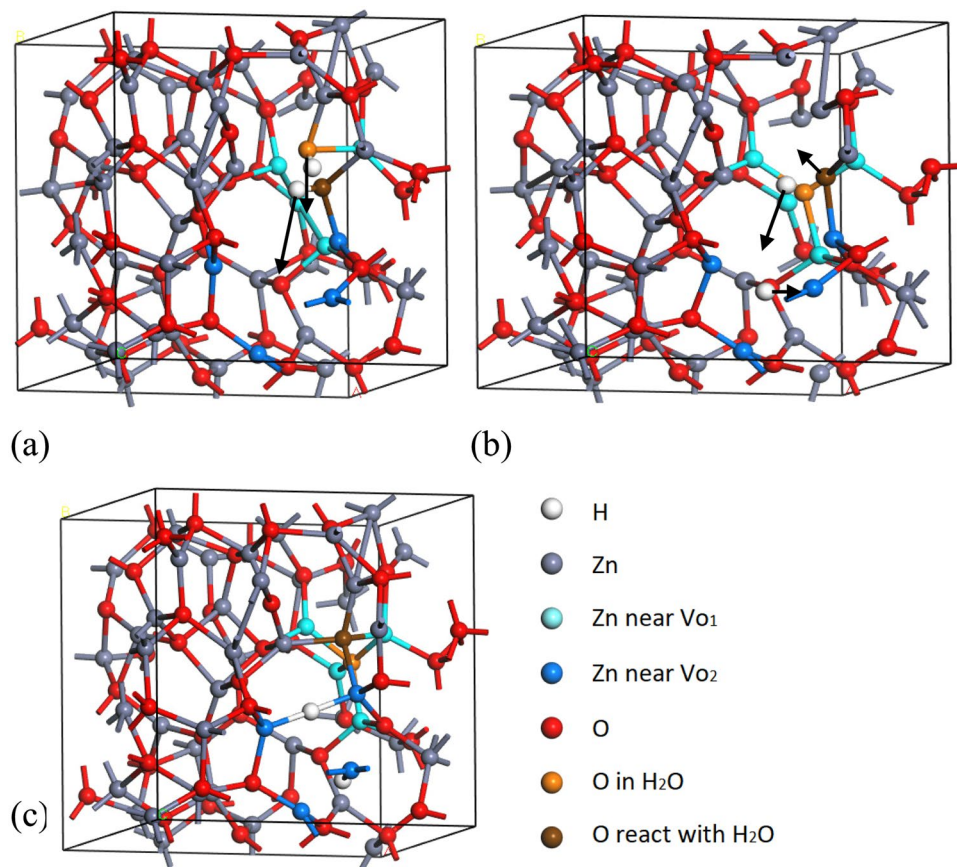 B
B
A
A
(a)
(b)
B
A
(c)
H
Zn
Zn near Vo1
Zn near Vo2
O
O in H2O
O react with H2O